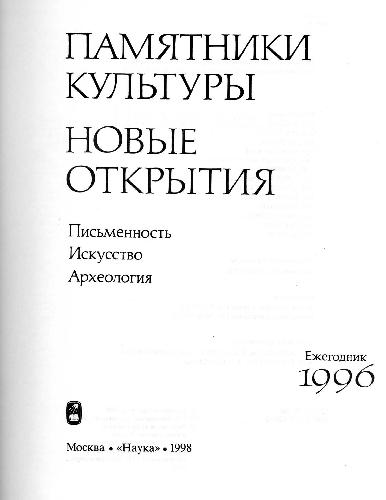 ПАМЯТНИКИ
КУЛЬТУРЫ
НОВЫЕ
ОТКРЫТИЯ
Письменность
Искусство
Археология
Ежегодник
1996
Москва • «Наука» • 1998